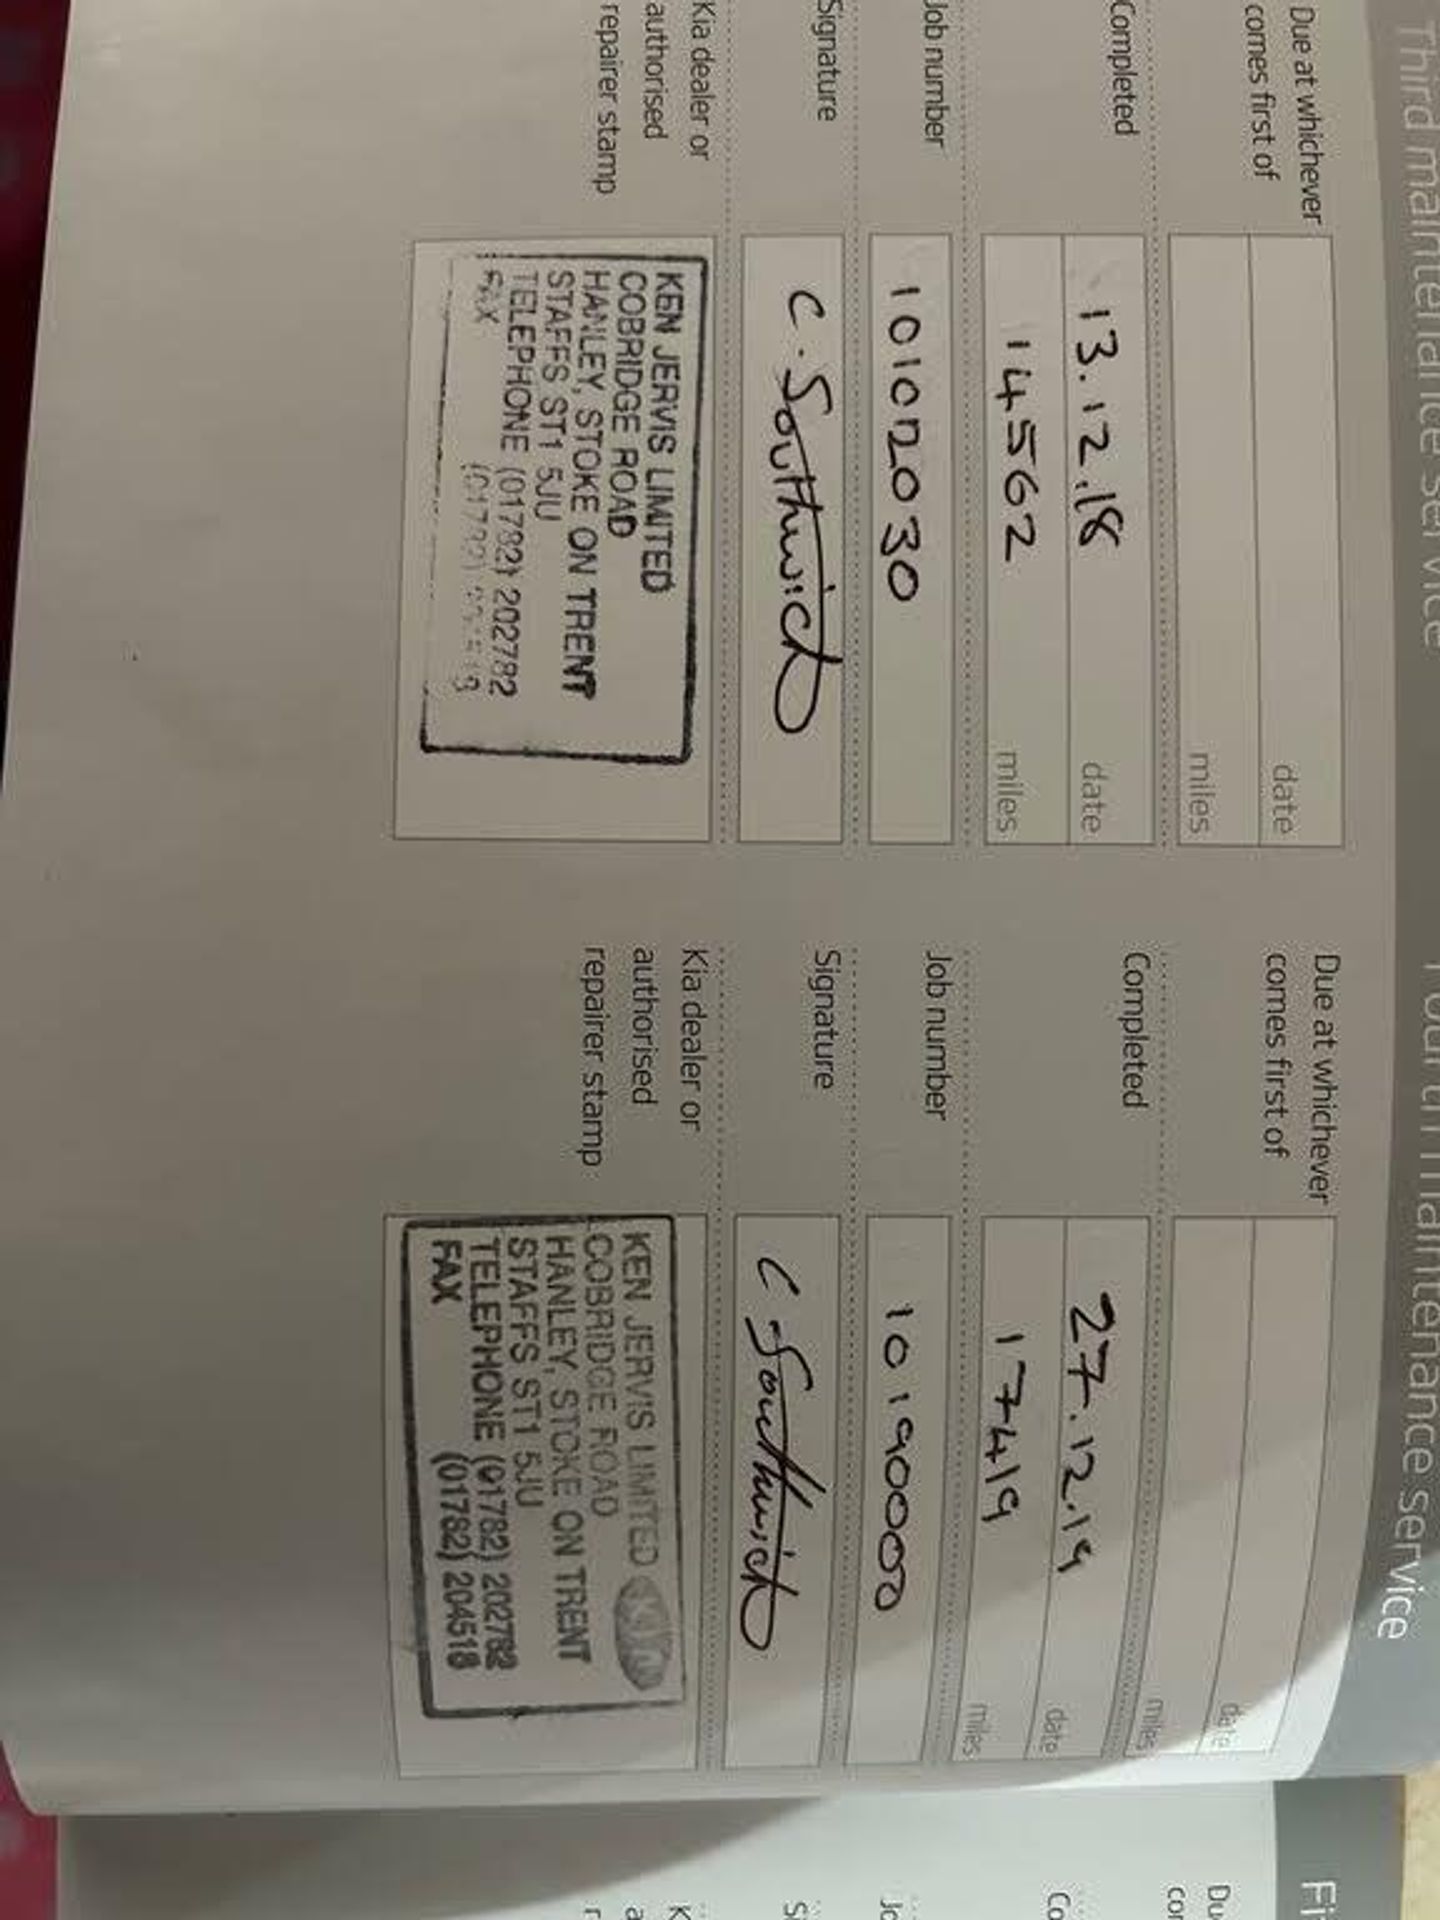 Third maintenance service
Due at whichever
comes first of
date
miles
Completed
13.12.18 date
14562 miles
Job number
10102030
Signature
C. Southwick
Kia dealer or
authorised
repairer stamp
KEN JERVIS LIMITED
COBRIDGE ROAD
HANLEY, STOKE ON TRENT
STAFFS ST1 5JU
TELEPHONE (01782) 202782
FAX
Fourth maintenance service
Due at whichever
comes first of
date
miles
Completed
27.12.19 date
17419 miles
Job number
10190000
Signature
C Southwick
Kia dealer or
authorised
repairer stamp
KEN JERVIS LIMITED KIA
COBRIDGE ROAD
HANLEY, STOKE ON TRENT
STAFFS ST1 5JU
TELEPHONE (01782) 202782
FAX (01782) 204518